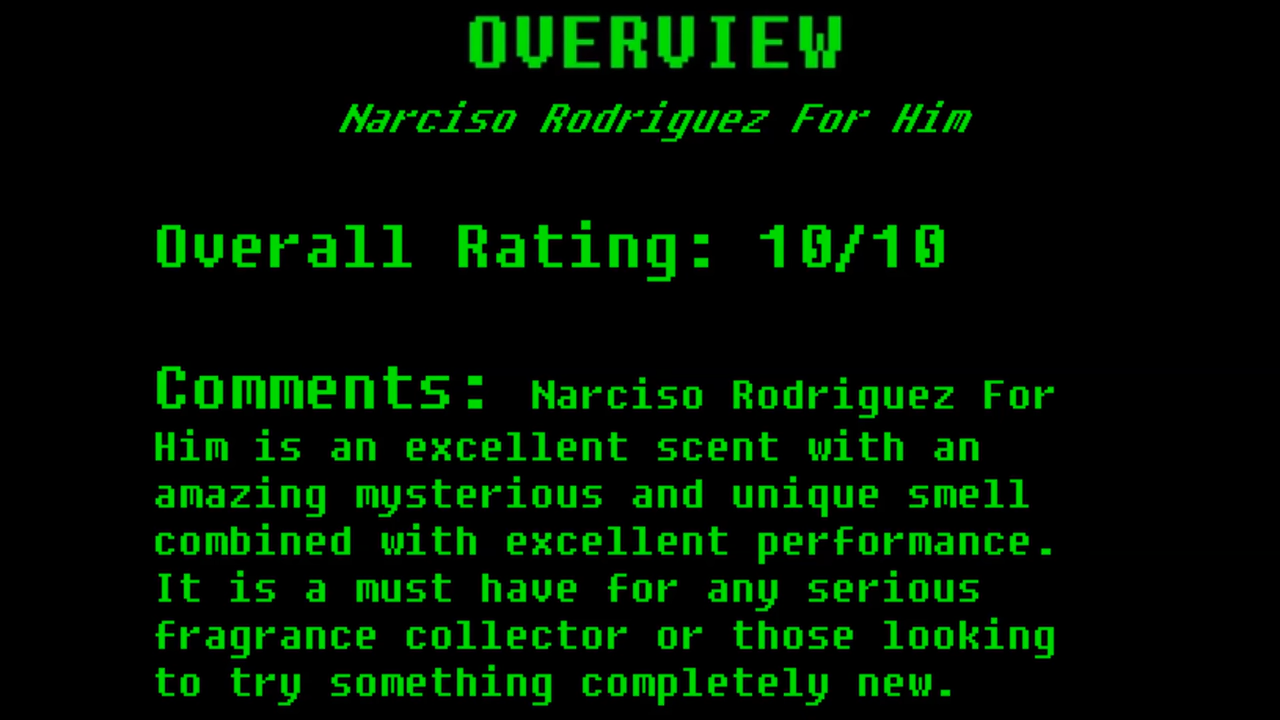 OVERVIEW
Narciso Rodriguez For Him
Overall Rating: 10/10
Comments: Narciso Rodriguez For
Him is an excellent scent with an
amazing mysterious and unique smell
combined with excellent performance.
It is a must have for any serious
fragrance collector or those looking
to try something completely new.